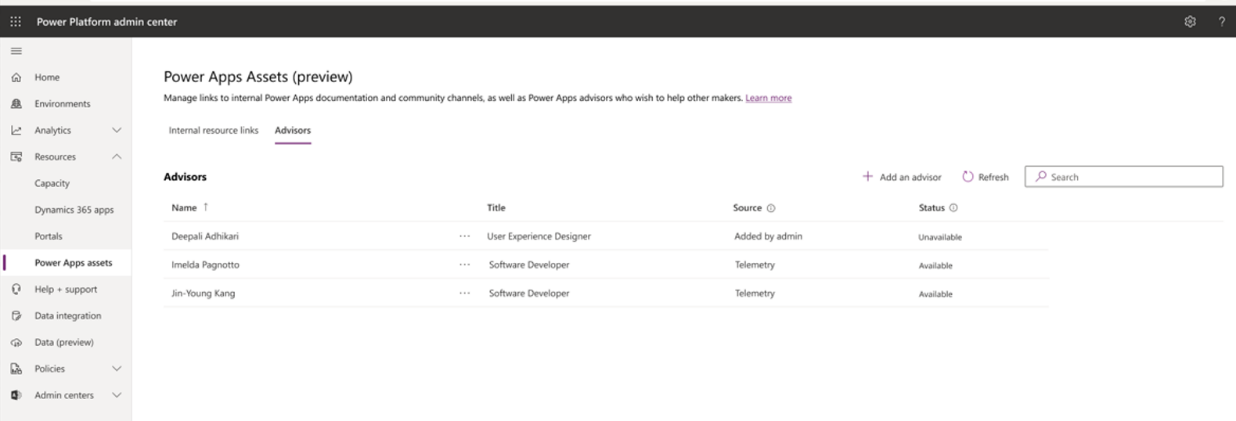 Power Platform admin center
?
Home
Environments
Analytics
Resources
Capacity
Dynamics 365 apps
Portals
Power Apps assets
Help + support
Data integration
Data (preview)
Policies
Admin centers
Power Apps Assets (preview)
Manage links to internal Power Apps documentation and community channels, as well as Power Apps advisors who wish to help other makers. Learn more
Internal resource links Advisors
Advisors + Add an advisor Refresh Search
Name ↑ Title Source Status
Deepali Adhikari ... User Experience Designer Added by admin Unavailable
Imelda Pagnotto ... Software Developer Telemetry Available
Jin-Young Kang ... Software Developer Telemetry Available